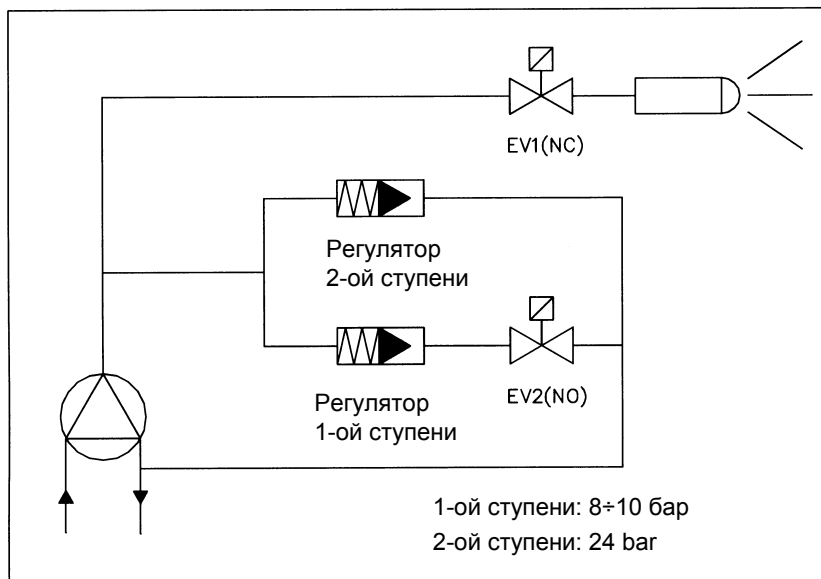 EV1(NC)
Регулятор
2-ой ступени
EV2(NO)
Регулятор
1-ой ступени
1-ой ступени: 8÷10 бар
2-ой ступени: 24 bar